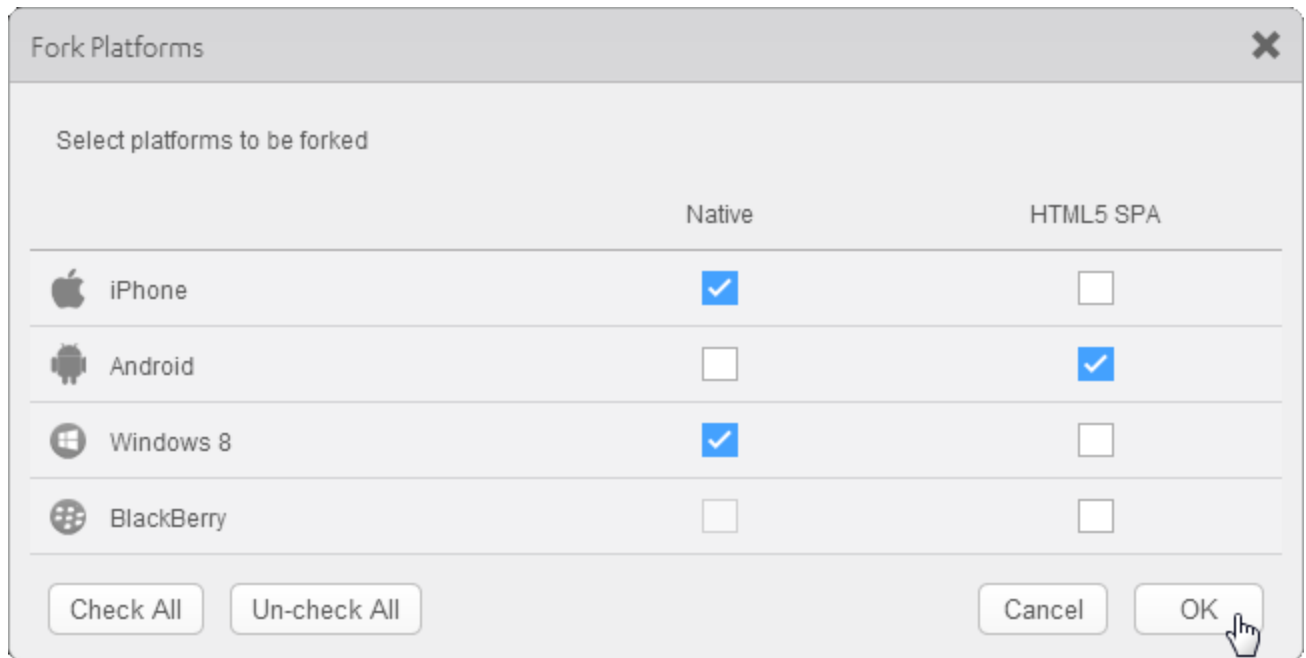 Fork Platforms
Select platforms to be forked
Native HTML5 SPA
iPhone
Android
Windows 8
BlackBerry
Check All Un-check All Cancel OK